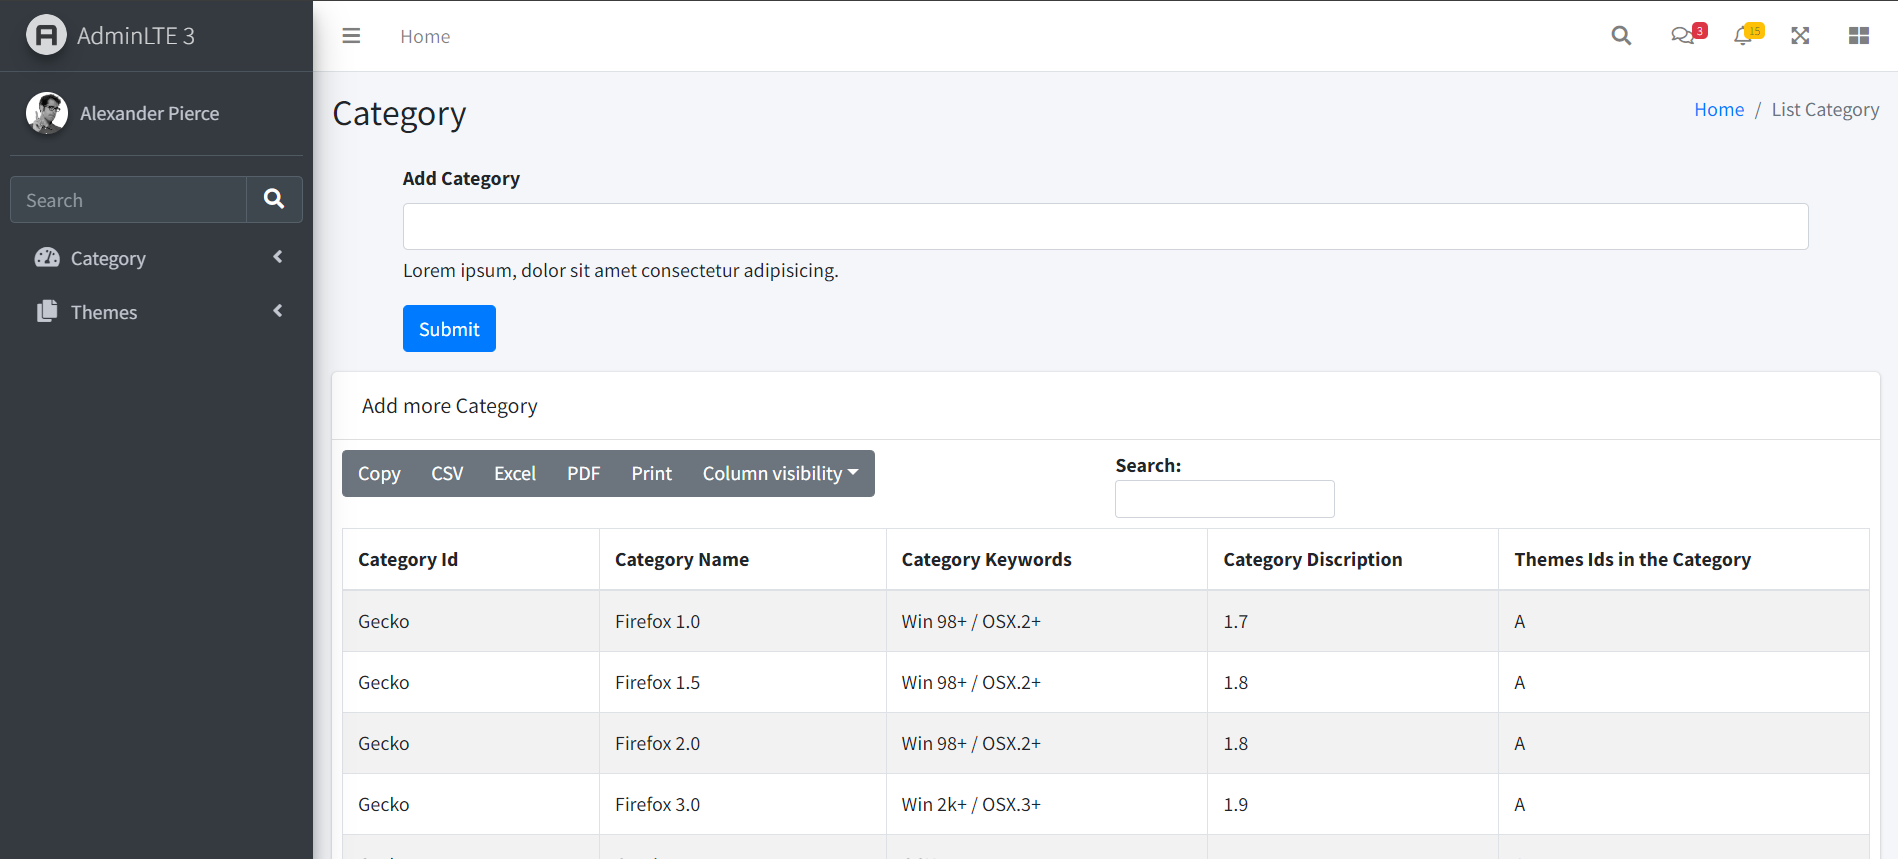 AdminLTE 3
Home
3
15
Alexander Pierce
Category
Home / List Category
Search
Category
Themes
Add Category
Lorem ipsum, dolor sit amet consectetur adipisicing.
Submit
Add more Category
Copy CSV Excel PDF Print Column visibility
Search:
Category Id Category Name Category Keywords Category Discription Themes Ids in the Category
Gecko Firefox 1.0 Win 98+ / OSX.2+ 1.7 A
Gecko Firefox 1.5 Win 98+ / OSX.2+ 1.8 A
Gecko Firefox 2.0 Win 98+ / OSX.2+ 1.8 A
Gecko Firefox 3.0 Win 2k+ / OSX.3+ 1.9 A